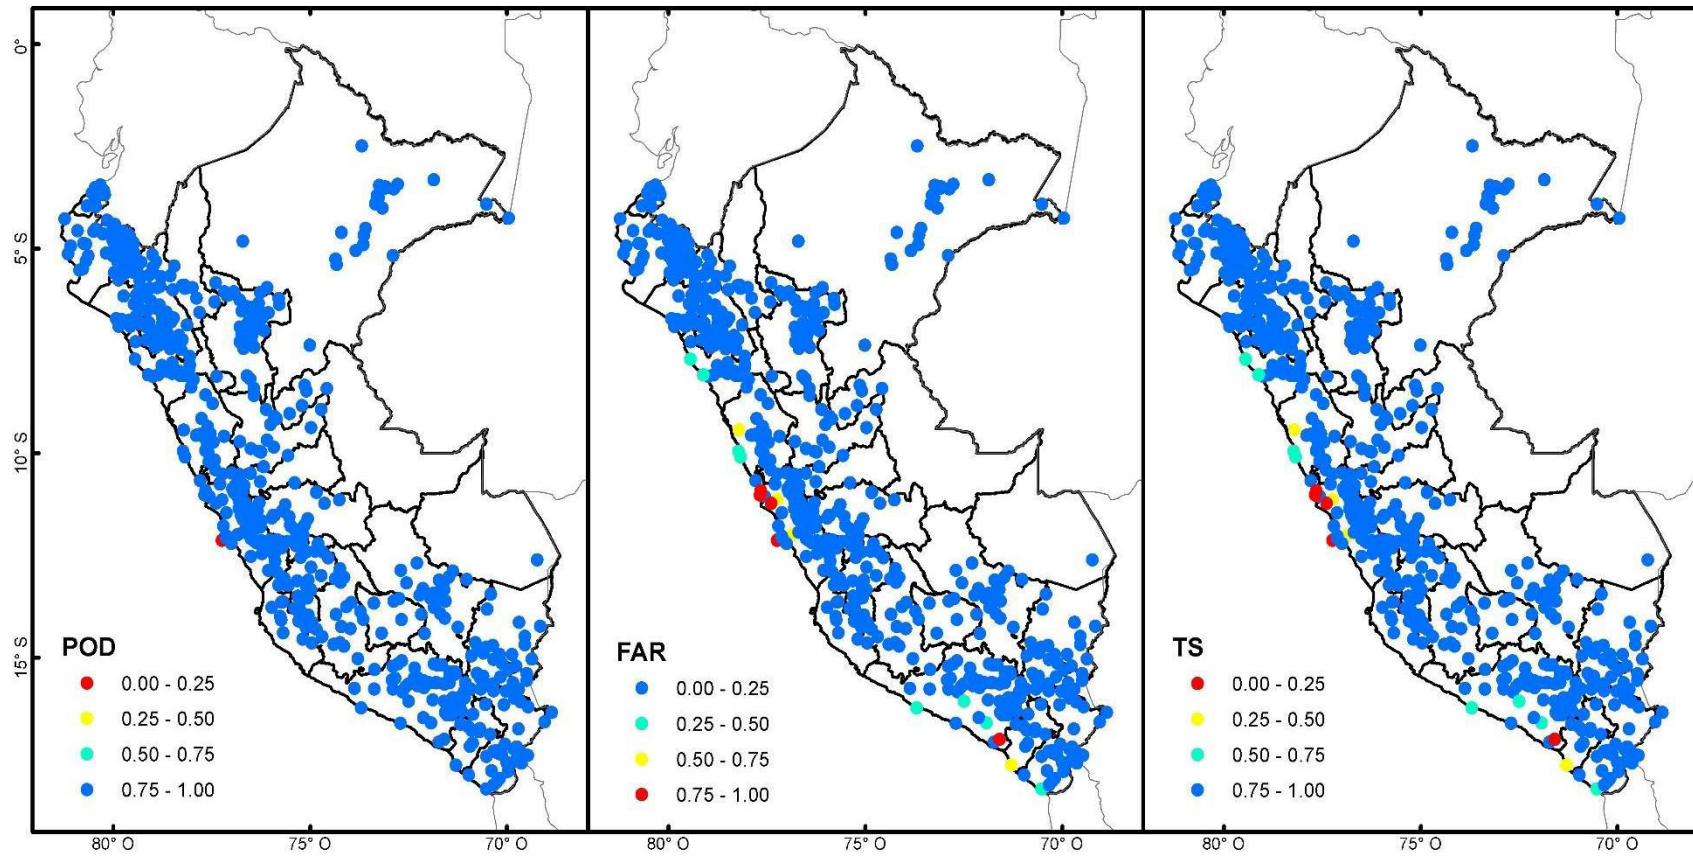 0°
5° S
10° S
15° S
POD
0.00 - 0.25
0.25 - 0.50
0.50 - 0.75
0.75 - 1.00
80° O
75° O
70° O
FAR
0.00 - 0.25
0.25 - 0.50
0.50 - 0.75
0.75 - 1.00
80° O
75° O
70° O
TS
0.00 - 0.25
0.25 - 0.50
0.50 - 0.75
0.75 - 1.00
80° O
75° O
70° O